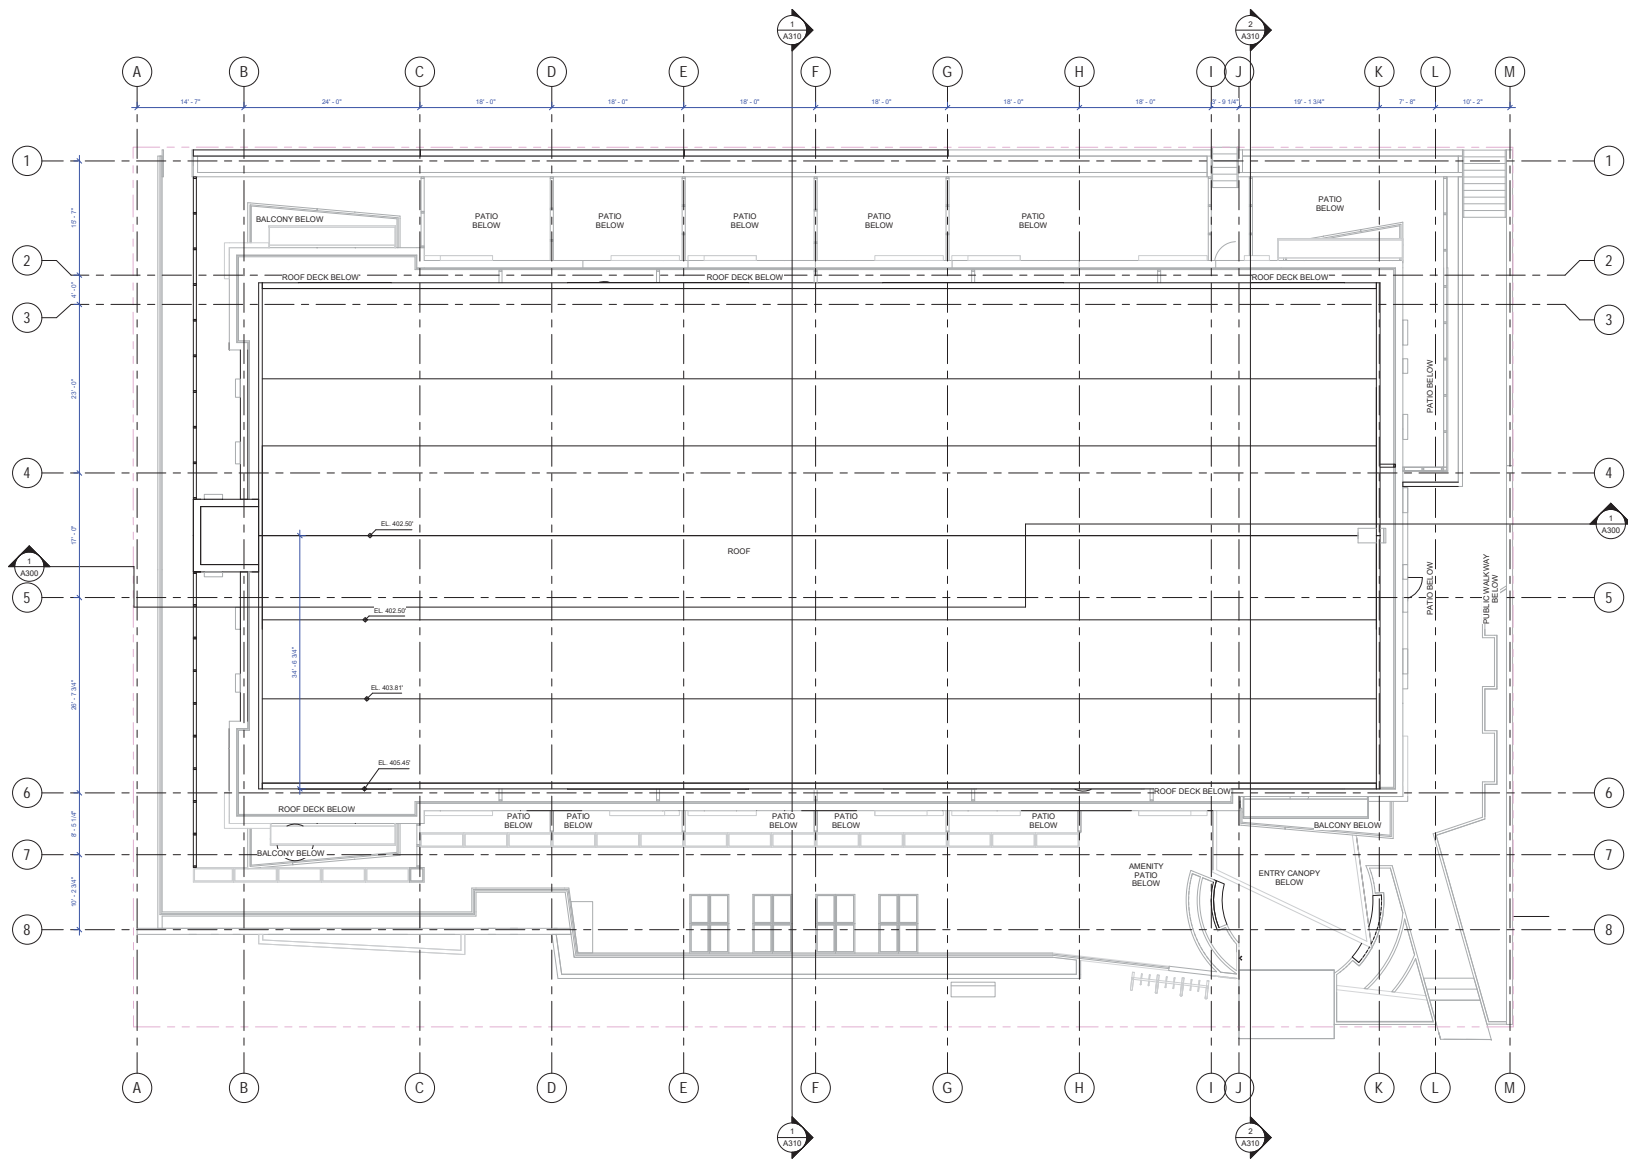 1
A310
2
A310
A B C D E F G H I J K L M
14' - 7" 24' - 0" 18' - 0" 18' - 0" 18' - 0" 18' - 0" 18' - 0" 18' - 0" 3' - 9 1/4" 19' - 1 3/4" 7' - 8" 10' - 2"
1 1
15' - 7"
BALCONY BELOW
PATIO
BELOW
PATIO
BELOW
PATIO
BELOW
PATIO
BELOW
PATIO
BELOW
PATIO
BELOW
2 2
ROOF DECK BELOW ROOF DECK BELOW ROOF DECK BELOW
4' - 0"
3 3
23' - 0"
PATIO BELOW
4 4
17' - 0"
EL. 402.50'
ROOF
1
A300
1
A300
PATIO BELOW
PUBLIC WALKWAY
BELOW
5 5
EL. 402.50'
34' - 6 3/4"
26' - 7 3/4"
EL. 403.81'
EL. 405.45'
6 6
ROOF DECK BELOW
ROOF DECK BELOW
8' - 5 1/4"
PATIO
BELOW
PATIO
BELOW
PATIO
BELOW
PATIO
BELOW
PATIO
BELOW
BALCONY BELOW
BALCONY BELOW
7 7
AMENITY
PATIO
BELOW
ENTRY CANOPY
BELOW
10' - 2 3/4"
8 8
A B C D E F G H I J K L M
1
A310
2
A310